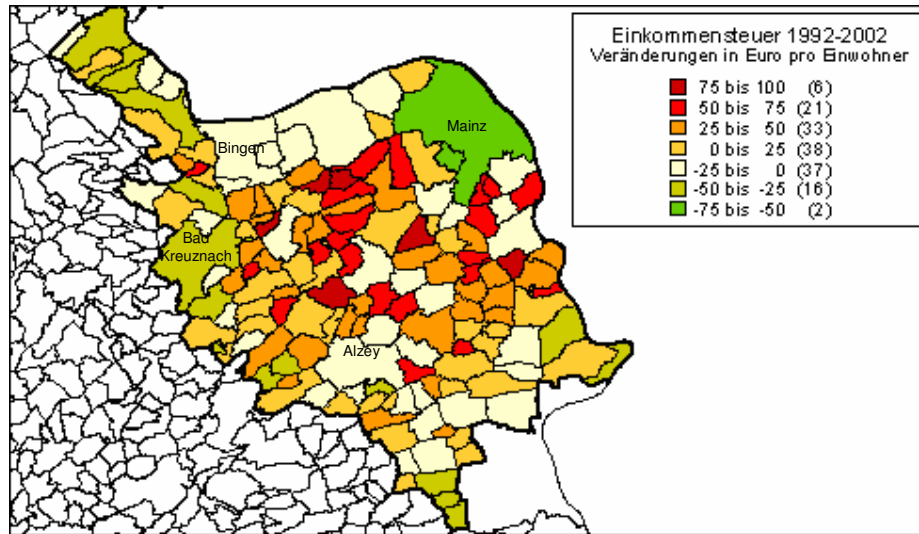 Einkommensteuer 1992-2002
Veränderungen in Euro pro Einwohner
75 bis 100 (6)
50 bis 75 (21)
25 bis 50 (33)
0 bis 25 (38)
-25 bis 0 (37)
-50 bis -25 (16)
-75 bis -50 (2)
Mainz
Bingen
Bad
Kreuznach
Alzey